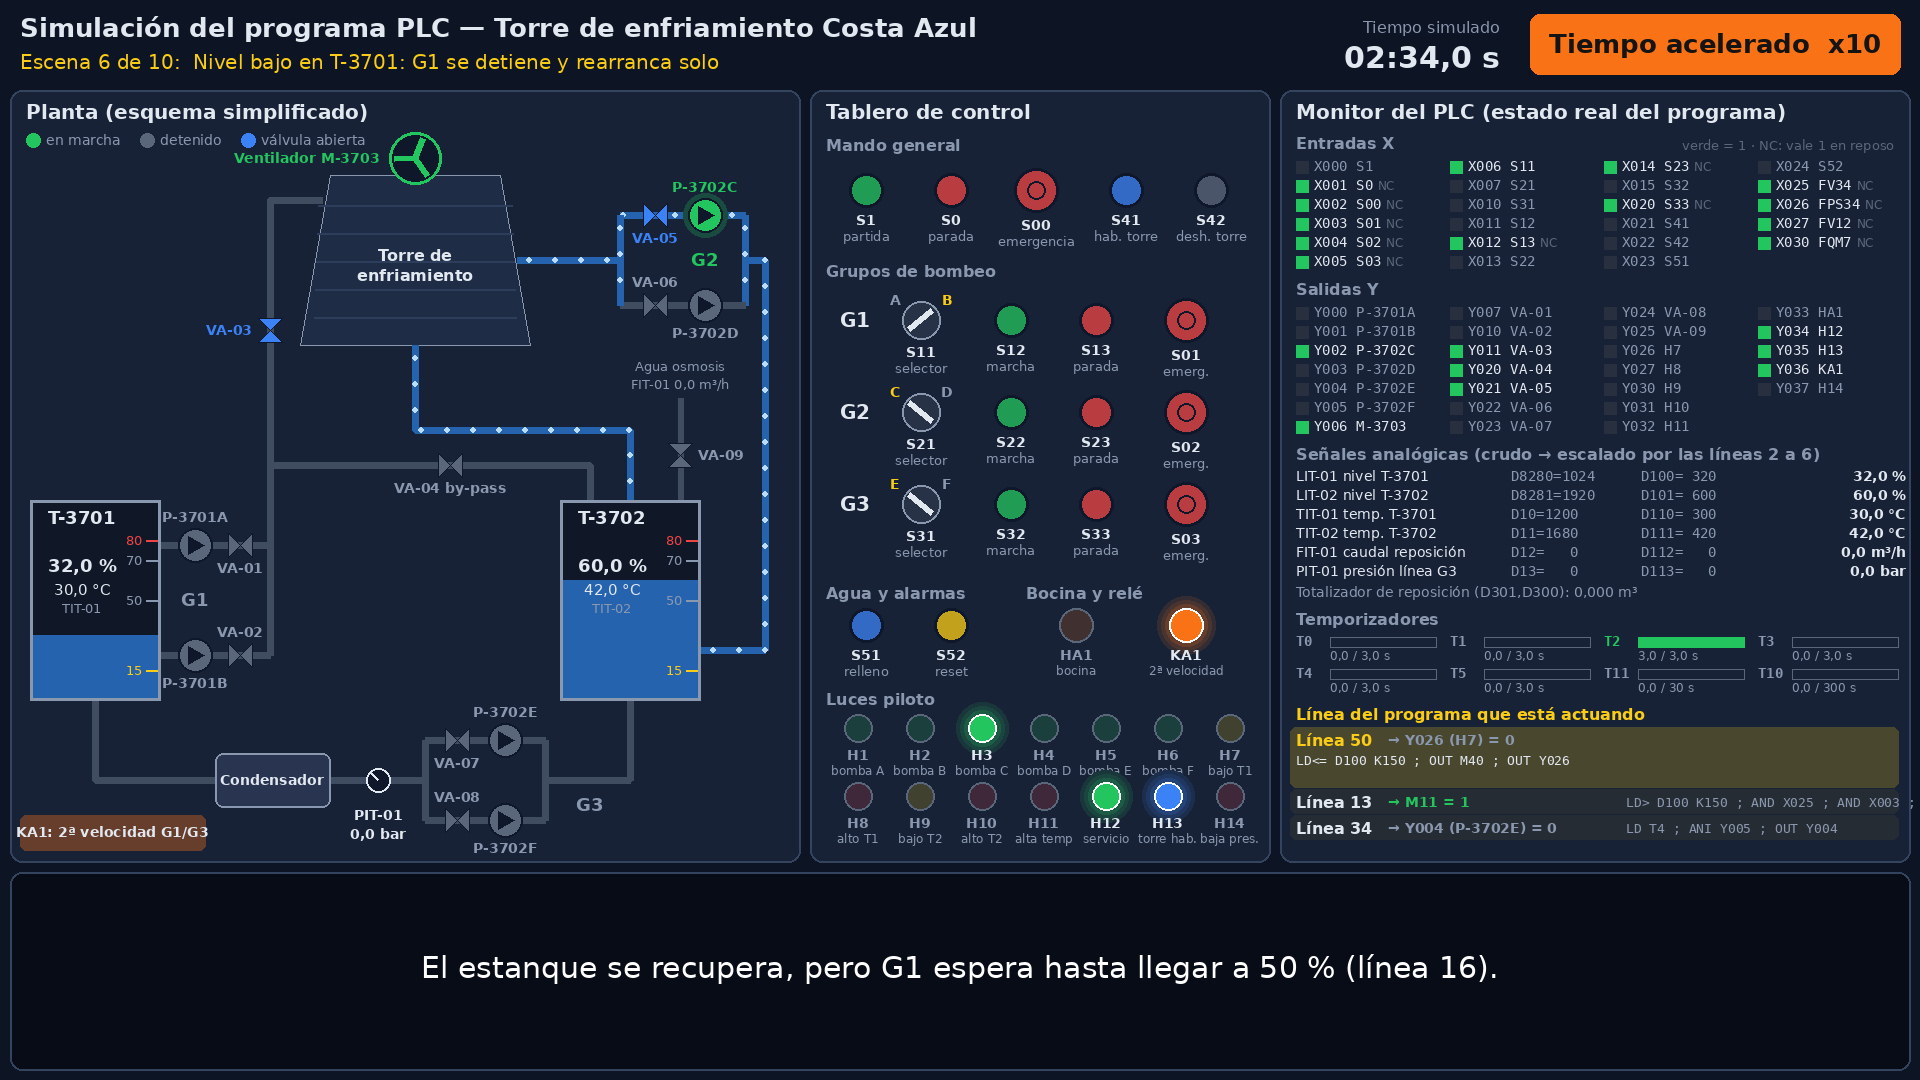 Simulación del programa PLC — Torre de enfriamiento Costa Azul
Escena 6 de 10:  Nivel bajo en T-3701: G1 se detiene y rearranca solo
Tiempo simulado
02:34,0 s
Tiempo acelerado  x10
Planta (esquema simplificado)
en marcha detenido válvula abierta
Ventilador M-3703
P-3702C
VA-05
G2
VA-06
P-3702D
Torre de
enfriamiento
VA-03
Agua osmosis
FIT-01 0,0 m³/h
VA-09
VA-04 by-pass
T-3701
80
70
32,0 %
30,0 °C
TIT-01
50
15
P-3701A
VA-01
G1
VA-02
P-3701B
T-3702
80
70
60,0 %
42,0 °C
TIT-02
50
15
P-3702E
VA-07
VA-08
P-3702F
G3
Condensador
PIT-01
0,0 bar
KA1: 2ª velocidad G1/G3
Tablero de control
Mando general
S1 S0 S00 S41 S42
partida parada emergencia hab. torre desh. torre
Grupos de bombeo
G1 A B
S11 S12 S13 S01
selector marcha parada emerg.
G2 C D
S21 S22 S23 S02
selector marcha parada emerg.
G3 E F
S31 S32 S33 S03
selector marcha parada emerg.
Agua y alarmas Bocina y relé
S51 S52 HA1 KA1
relleno reset bocina 2ª velocidad
Luces piloto
H1 H2 H3 H4 H5 H6 H7
bomba A bomba B bomba C bomba D bomba E bomba F bajo T1
H8 H9 H10 H11 H12 H13 H14
alto T1 bajo T2 alto T2 alta temp servicio torre hab. baja pres.
Monitor del PLC (estado real del programa)
Entradas X verde = 1 · NC: vale 1 en reposo
X000 S1 X006 S11 X014 S23 NC X024 S52
X001 S0 NC X007 S21 X015 S32 X025 FV34 NC
X002 S00 NC X010 S31 X020 S33 NC X026 FPS34 NC
X003 S01 NC X011 S12 X021 S41 X027 FV12 NC
X004 S02 NC X012 S13 NC X022 S42 X030 FQM7 NC
X005 S03 NC X013 S22 X023 S51
Salidas Y
Y000 P-3701A Y007 VA-01 Y024 VA-08 Y033 HA1
Y001 P-3701B Y010 VA-02 Y025 VA-09 Y034 H12
Y002 P-3702C Y011 VA-03 Y026 H7 Y035 H13
Y003 P-3702D Y020 VA-04 Y027 H8 Y036 KA1
Y004 P-3702E Y021 VA-05 Y030 H9 Y037 H14
Y005 P-3702F Y022 VA-06 Y031 H10
Y006 M-3703 Y023 VA-07 Y032 H11
Señales analógicas (crudo → escalado por las líneas 2 a 6)
LIT-01 nivel T-3701 D8280=1024 D100= 320 32,0 %
LIT-02 nivel T-3702 D8281=1920 D101= 600 60,0 %
TIT-01 temp. T-3701 D10=1200 D110= 300 30,0 °C
TIT-02 temp. T-3702 D11=1680 D111= 420 42,0 °C
FIT-01 caudal reposición D12=   0 D112=   0 0,0 m³/h
PIT-01 presión línea G3 D13=   0 D113=   0 0,0 bar
Totalizador de reposición (D301,D300): 0,000 m³
Temporizadores
T0 T1 T2 T3
0,0 / 3,0 s 0,0 / 3,0 s 3,0 / 3,0 s 0,0 / 3,0 s
T4 T5 T11 T10
0,0 / 3,0 s 0,0 / 3,0 s 0,0 / 30 s 0,0 / 300 s
Línea del programa que está actuando
Línea 50 → Y026 (H7) = 0
LD<= D100 K150 ; OUT M40 ; OUT Y026
Línea 13 → M11 = 1 LD> D100 K150 ; AND X025 ; AND X003 ;
Línea 34 → Y004 (P-3702E) = 0 LD T4 ; ANI Y005 ; OUT Y004
El estanque se recupera, pero G1 espera hasta llegar a 50 % (línea 16).